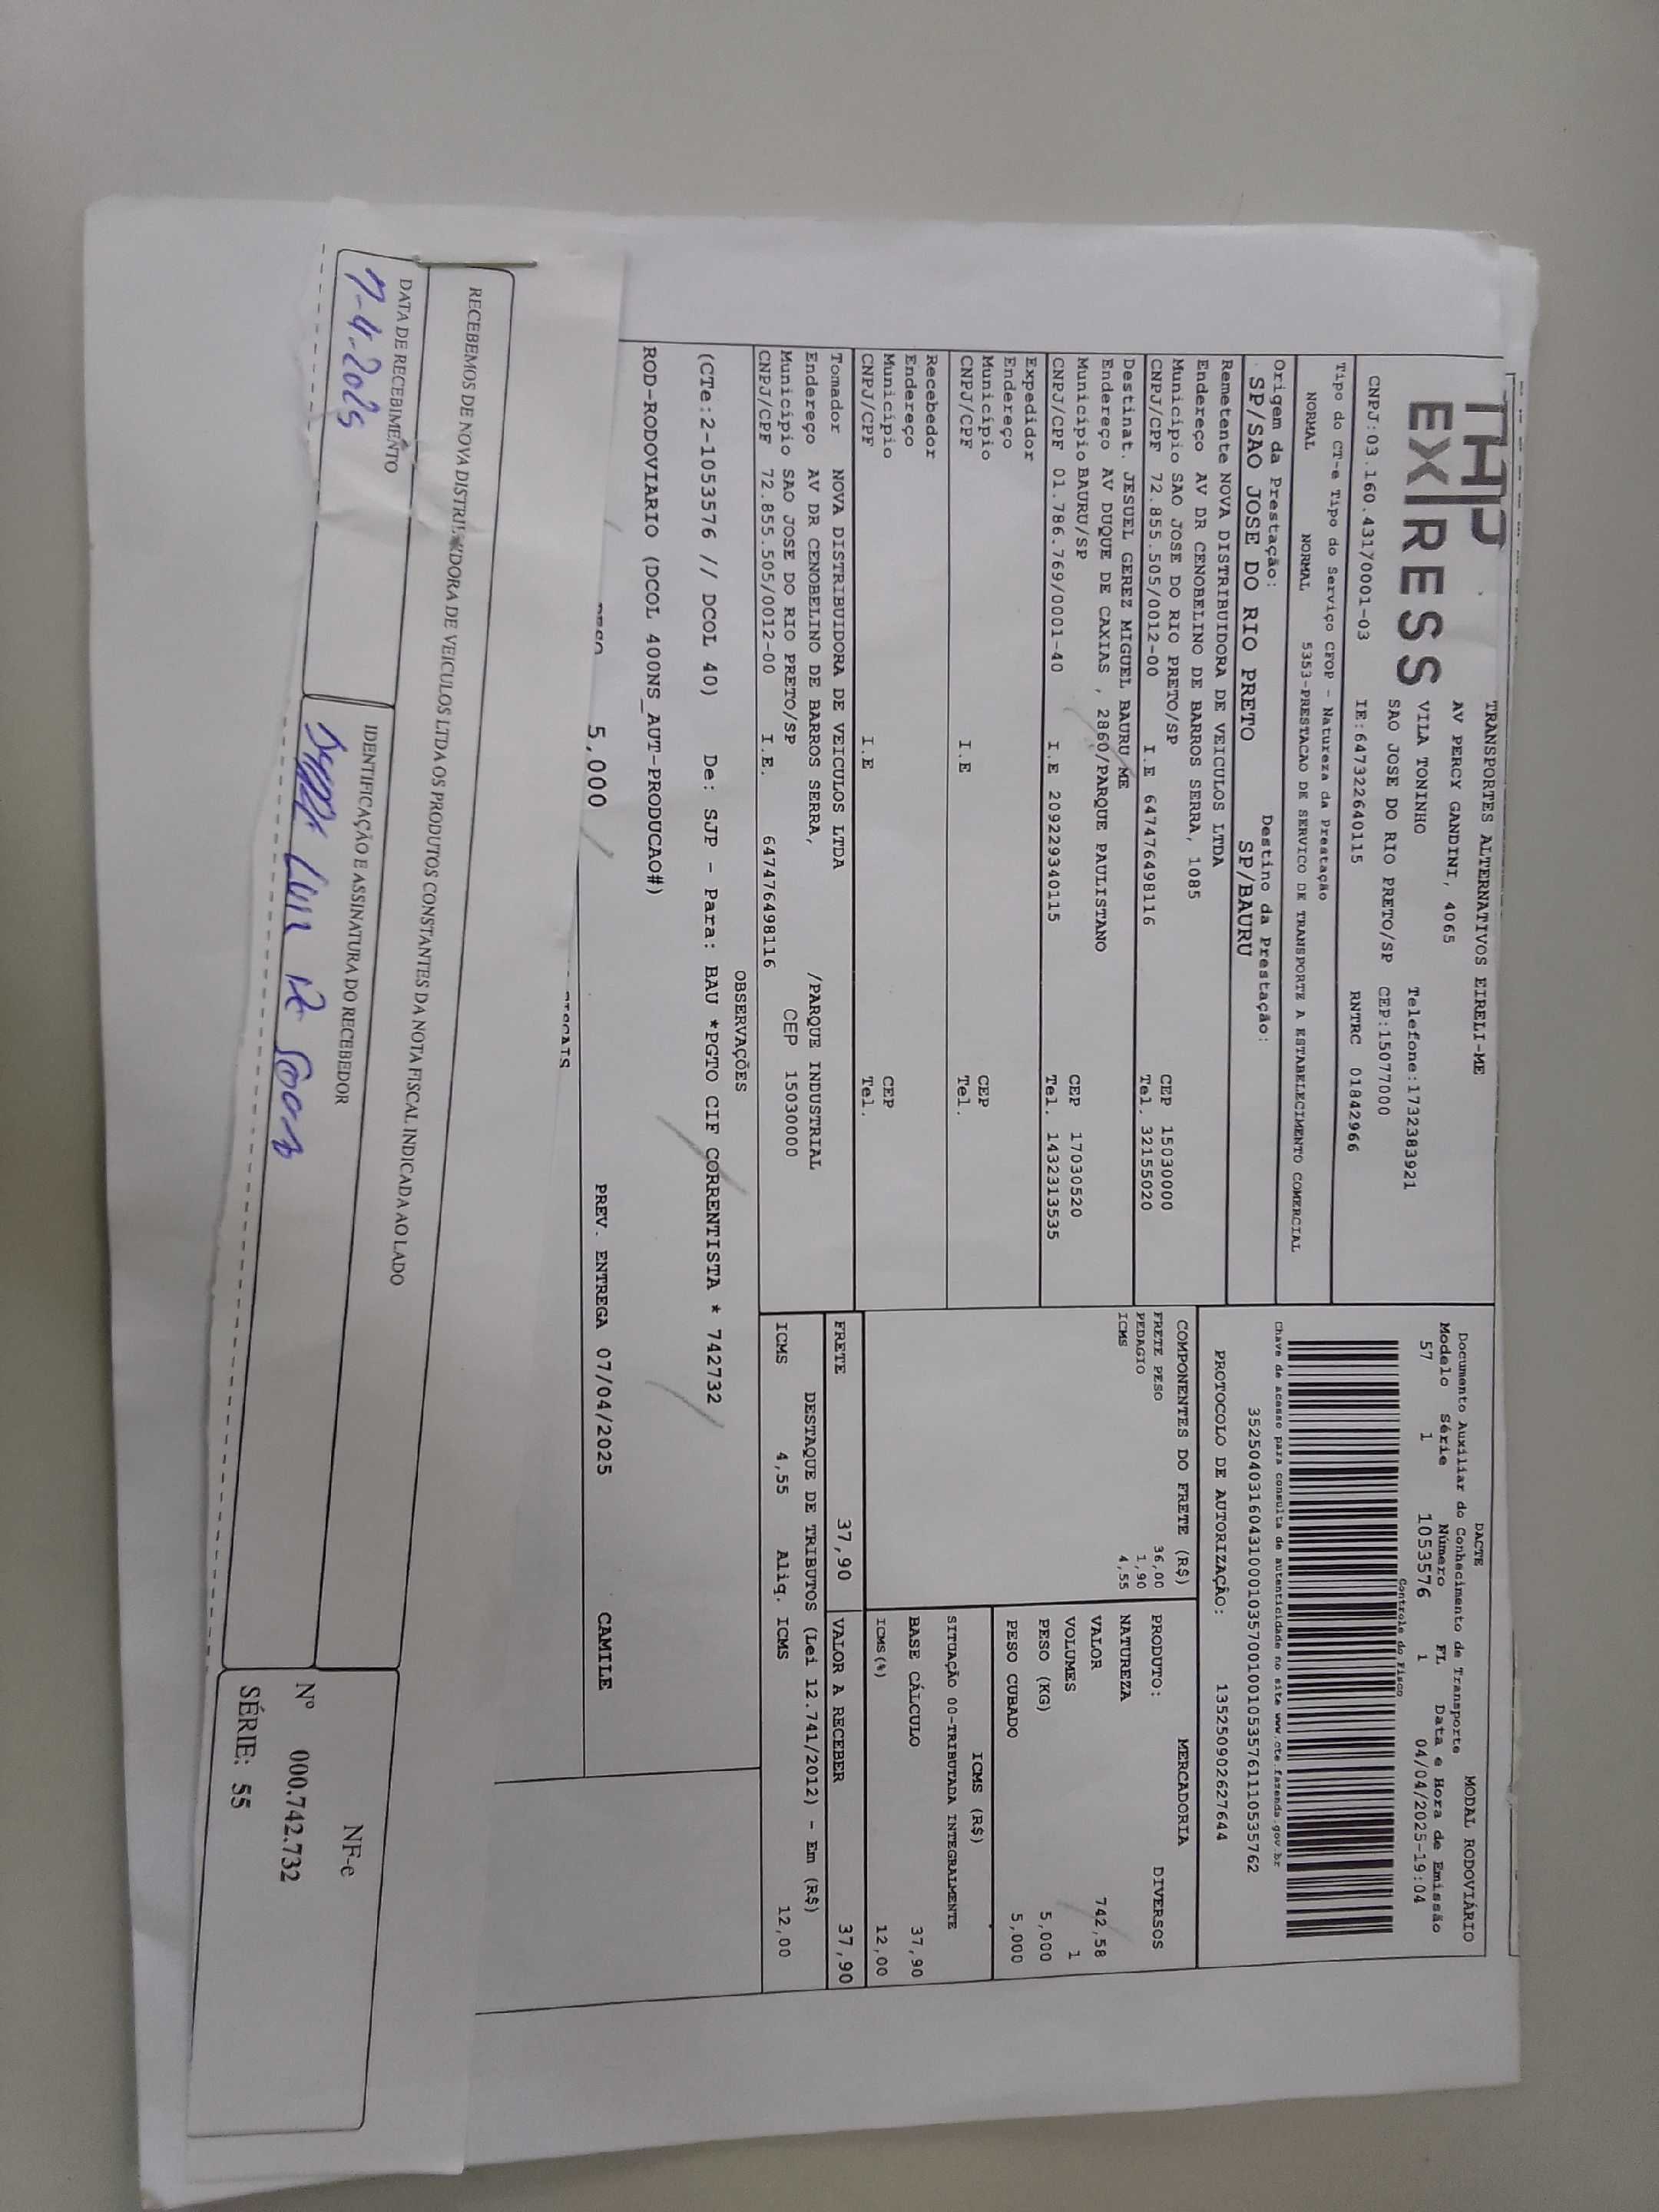 THP
EXPRESS
TRANSPORTES ALTERNATIVOS EIRELI-ME
AV PERCY GANDINI, 4065
VILA TONINHO Telefone:1732383921
SAO JOSE DO RIO PRETO/SP CEP:15077000
CNPJ:03.160.431/0001-03 IE:647322640115 RNTRC 01842966
DACTE MODAL RODOVIÁRIO
Documento Auxiliar do Conhecimento de Transporte
Modelo Série Número FL Data e Hora de Emissão
57 1 1053576 1 04/04/2025-19:04
Controle do Fisco
Chave de acesso para consulta de autenticidade no site www.cte.fazenda.gov.br
35250403160431000103570010010535761105357​62
PROTOCOLO DE AUTORIZAÇÃO: 135250902627644
Tipo do CT-e Tipo do Serviço CFOP - Natureza da Prestação
NORMAL NORMAL 5353-PRESTACAO DE SERVICO DE TRANSPORTE A ESTABELECIMENTO COMERCIAL
Origem da Prestação: Destino da Prestação:
SP/SAO JOSE DO RIO PRETO SP/BAURU
Remetente NOVA DISTRIBUIDORA DE VEICULOS LTDA
Endereço AV DR CENOBELINO DE BARROS SERRA, 1085
Município SAO JOSE DO RIO PRETO/SP CEP 15030000
CNPJ/CPF 72.855.505/0012-00 I.E 647476498116 Tel. 32155020
Destinat. JESUEL GEREZ MIGUEL BAURU ME
Endereço AV DUQUE DE CAXIAS , 2860/PARQUE PAULISTANO
Município BAURU/SP CEP 17030520
CNPJ/CPF 01.786.769/0001-40 I.E 209229340115 Tel. 1432313535
Expedidor
Endereço
Município CEP
CNPJ/CPF I.E Tel.
Recebedor
Endereço
Município CEP
CNPJ/CPF I.E Tel.
Tomador NOVA DISTRIBUIDORA DE VEICULOS LTDA
Endereço AV DR CENOBELINO DE BARROS SERRA, /PARQUE INDUSTRIAL
Município SAO JOSE DO RIO PRETO/SP CEP 15030000
CNPJ/CPF 72.855.505/0012-00 I.E. 647476498116
COMPONENTES DO FRETE (R$)
FRETE PESO 36,00
PEDAGIO 1,90
ICMS 4,55
MERCADORIA
PRODUTO: DIVERSOS
NATUREZA
VALOR 742,58
VOLUMES 1
PESO (KG) 5,000
PESO CUBADO 5,000
ICMS (R$)
SITUAÇÃO 00-TRIBUTADA INTEGRALMENTE
BASE CÁLCULO 37,90
ICMS(%) 12,00
FRETE 37,90 VALOR A RECEBER 37,90
DESTAQUE DE TRIBUTOS (Lei 12.741/2012) - Em (R$)
ICMS 4,55 Aliq. ICMS 12,00
OBSERVAÇÕES
(CTe:2-1053576 // DCOL 40) De: SJP - Para: BAU *PGTO CIF CORRENTISTA * 742732
ROD-RODOVIARIO (DCOL 400NS_AUT-PRODUCAO#)
PESO 5,000 PREV. ENTREGA 07/04/2025 CAMILE
RECEBEMOS DE NOVA DISTRIBUIDORA DE VEICULOS LTDA OS PRODUTOS CONSTANTES DA NOTA FISCAL INDICADA AO LADO
DATA DE RECEBIMENTO IDENTIFICAÇÃO E ASSINATURA DO RECEBEDOR
7-4-2025
NF-e
Nº 000.742.732
SÉRIE: 55